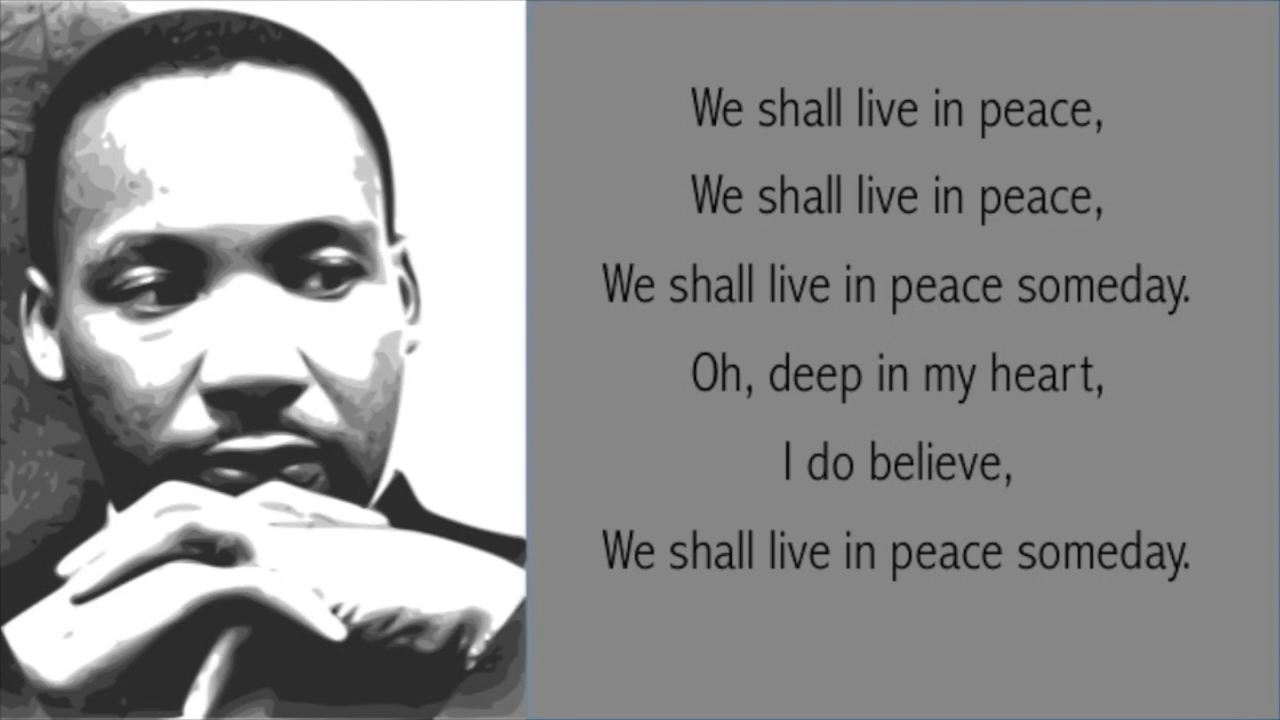 We shall live in peace,
We shall live in peace,
We shall live in peace someday.
Oh, deep in my heart,
I do believe,
We shall live in peace someday.